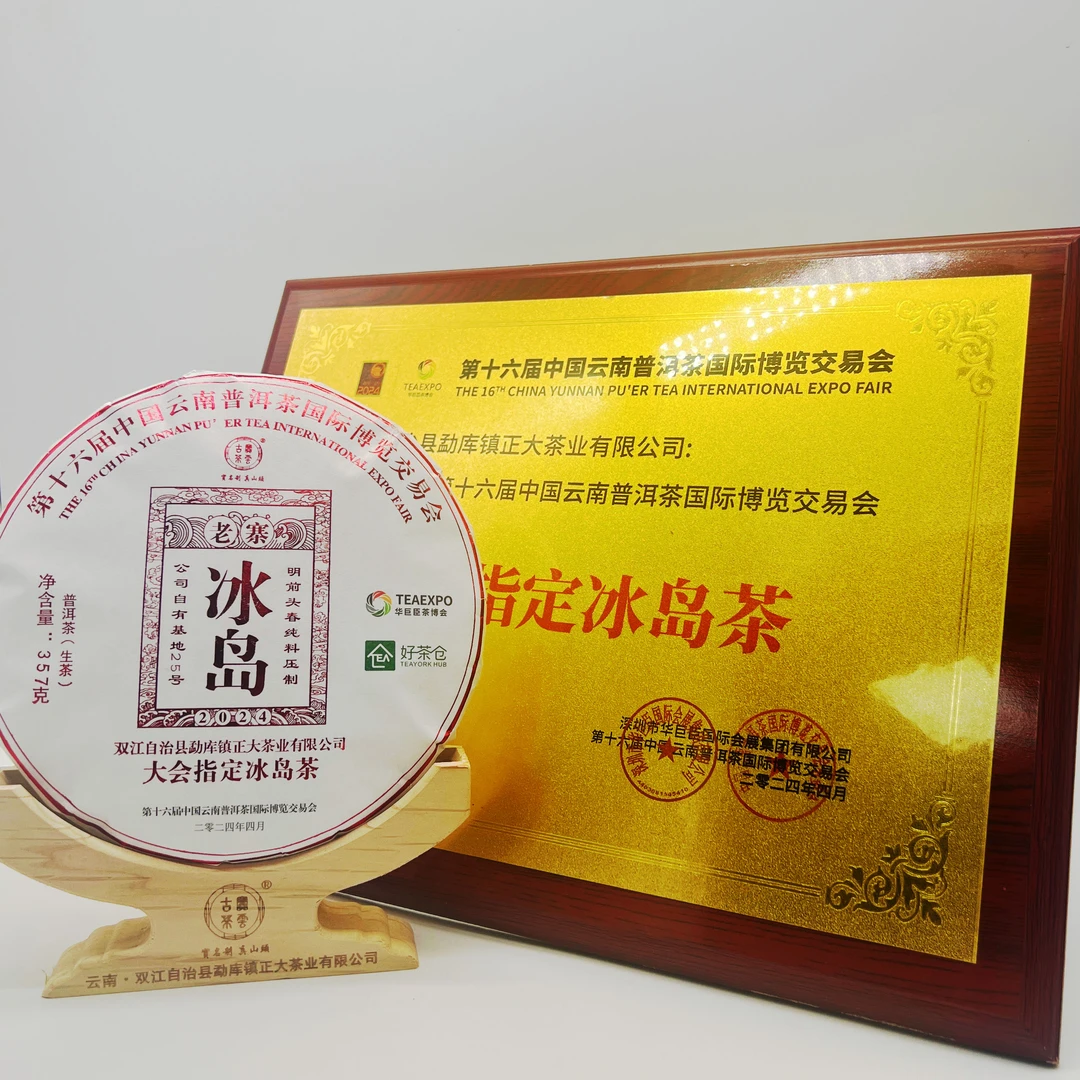 第十六届中国云南普洱茶国际博览交易会
THE 16TH CHINA YUNNAN PU'ER TEA INTERNATIONAL EXPO FAIR
老寨
冰岛
明前头春纯料压制
公司自有基地25号
2024
普洱茶(生茶)
净含量:357克
TEAEXPO
华巨臣茶博会
TEA
好茶仓
TEAYORK HUB
双江自治县勐库镇正大茶业有限公司
大会指定冰岛茶
第十六届中国云南普洱茶国际博览交易会
二零二四年四月
云南·双江自治县勐库镇正大茶业有限公司
TEAEXPO
第十六届中国云南普洱茶国际博览交易会
THE 16TH CHINA YUNNAN PU'ER TEA INTERNATIONAL EXPO FAIR
县勐库镇正大茶业有限公司:
第十六届中国云南普洱茶国际博览交易会
指定冰岛茶
深圳市华巨臣国际会展集团有限公司
第十六届中国云南普洱茶国际博览交易会
二零二四年四月